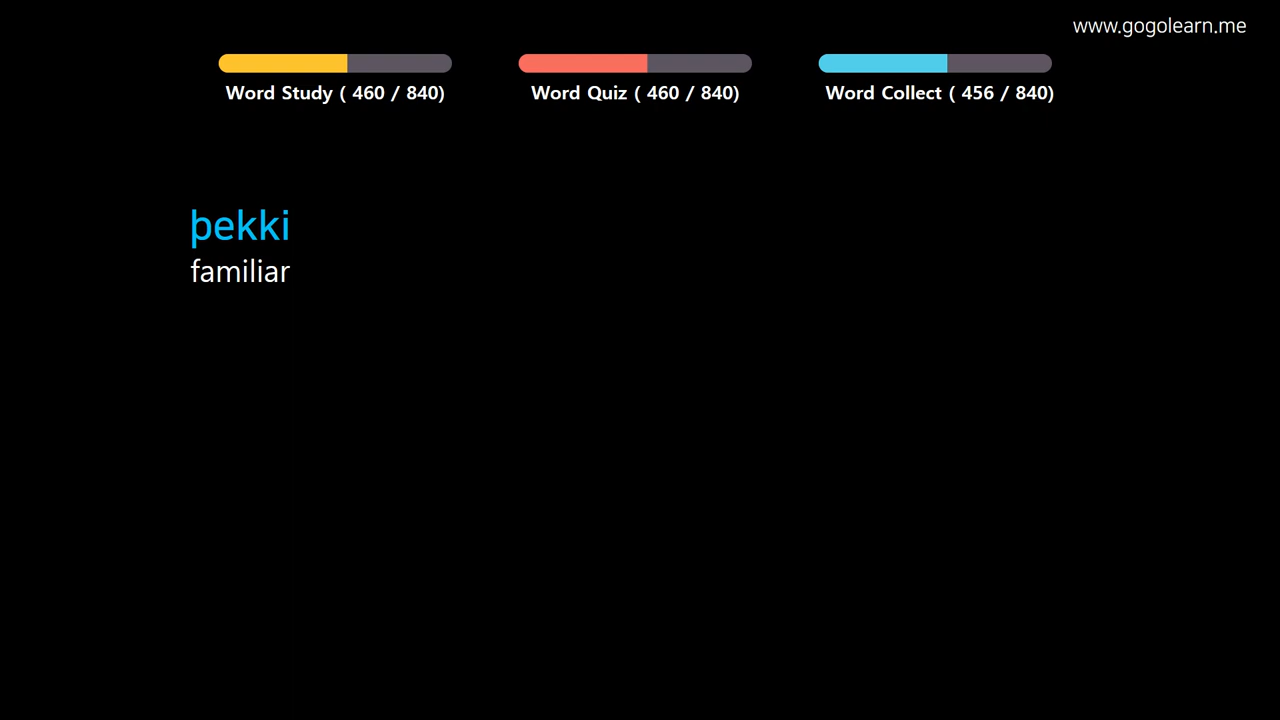 www.gogolearn.me
Word Study ( 460 / 840)
Word Quiz ( 460 / 840)
Word Collect ( 456 / 840)
þekki
familiar